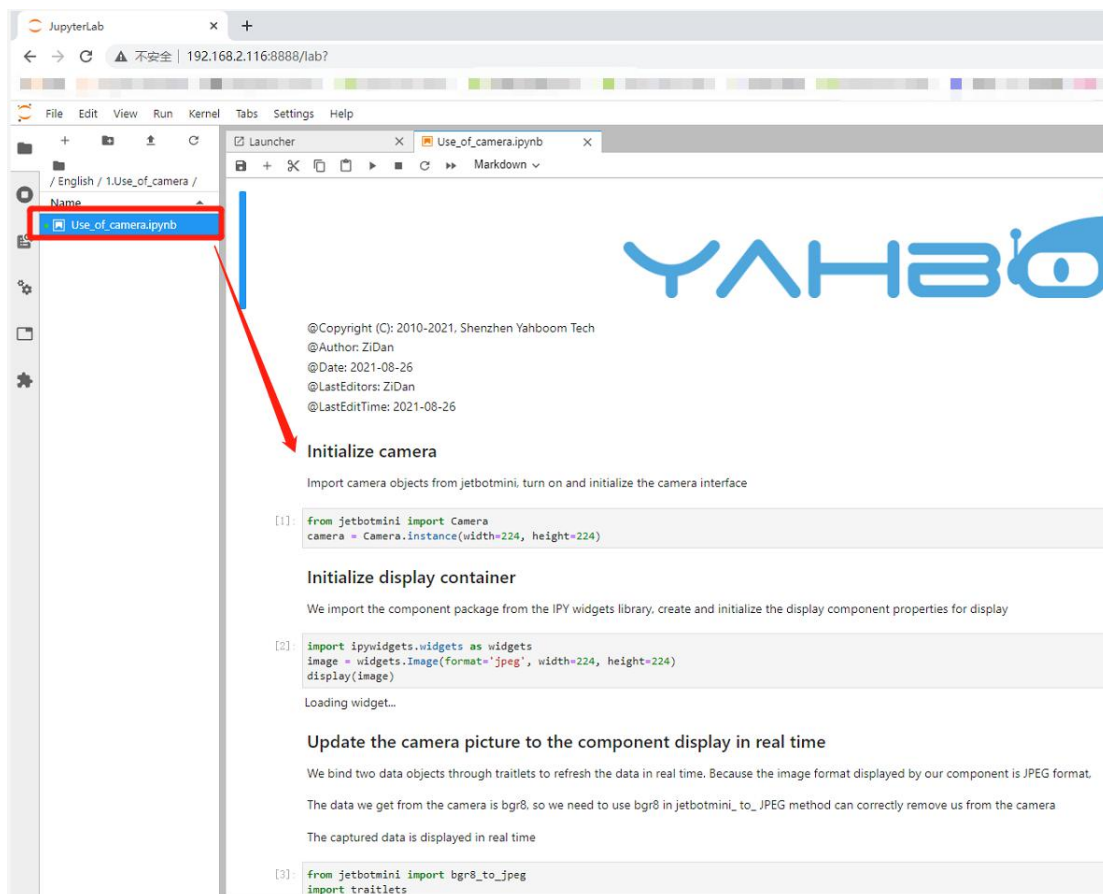 JupyterLab
不安全 | 192.168.2.116:8888/lab?
File Edit View Run Kernel Tabs Settings Help
Launcher
Use_of_camera.ipynb
Markdown
/ English / 1.Use_of_camera /
Name
Use_of_camera.ipynb
YAHBO
@Copyright (C): 2010-2021, Shenzhen Yahboom Tech
@Author: ZiDan
@Date: 2021-08-26
@LastEditors: ZiDan
@LastEditTime: 2021-08-26
Initialize camera
Import camera objects from jetbotmini, turn on and initialize the camera interface
[1]: from jetbotmini import Camera
camera = Camera.instance(width=224, height=224)
Initialize display container
We import the component package from the IPY widgets library, create and initialize the display component properties for display
[2]: import ipywidgets.widgets as widgets
image = widgets.Image(format='jpeg', width=224, height=224)
display(image)
Loading widget...
Update the camera picture to the component display in real time
We bind two data objects through traitlets to refresh the data in real time. Because the image format displayed by our component is JPEG format,
The data we get from the camera is bgr8, so we need to use bgr8 in jetbotmini_ to_ JPEG method can correctly remove us from the camera
The captured data is displayed in real time
[3]: from jetbotmini import bgr8_to_jpeg
import traitlets